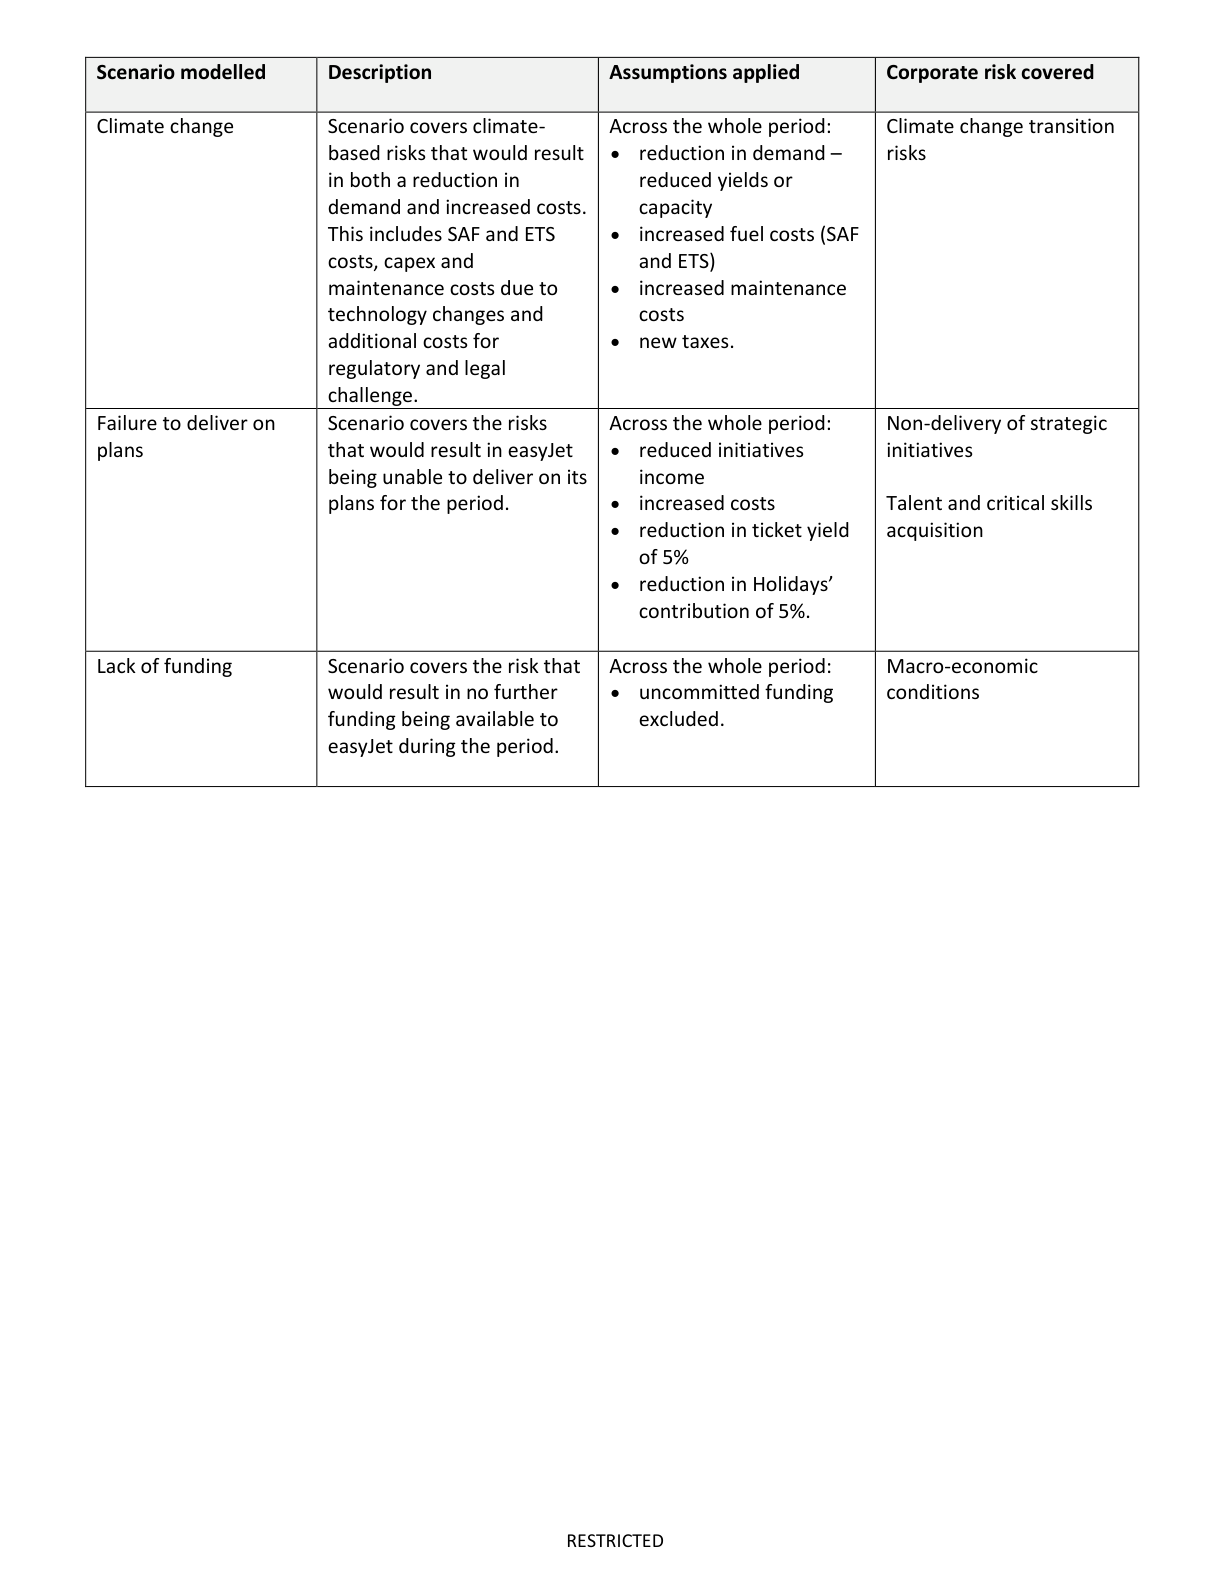 Scenario modelled
Description
Assumptions applied
Corporate risk covered
Climate change
Scenario covers climate-
based risks that would result
in both a reduction in
demand and increased costs.
This includes SAF and ETS
costs, capex and
maintenance costs due to
technology changes and
additional costs for
regulatory and legal
challenge.
Across the whole period:
• reduction in demand –
reduced yields or
capacity
• increased fuel costs (SAF
and ETS)
• increased maintenance
costs
• new taxes.
Climate change transition
risks
Failure to deliver on
plans
Scenario covers the risks
that would result in easyJet
being unable to deliver on its
plans for the period.
Across the whole period:
• reduced initiatives
income
• increased costs
• reduction in ticket yield
of 5%
• reduction in Holidays’
contribution of 5%.
Non-delivery of strategic
initiatives
Talent and critical skills
acquisition
Lack of funding
Scenario covers the risk that
would result in no further
funding being available to
easyJet during the period.
Across the whole period:
• uncommitted funding
excluded.
Macro-economic
conditions
RESTRICTED